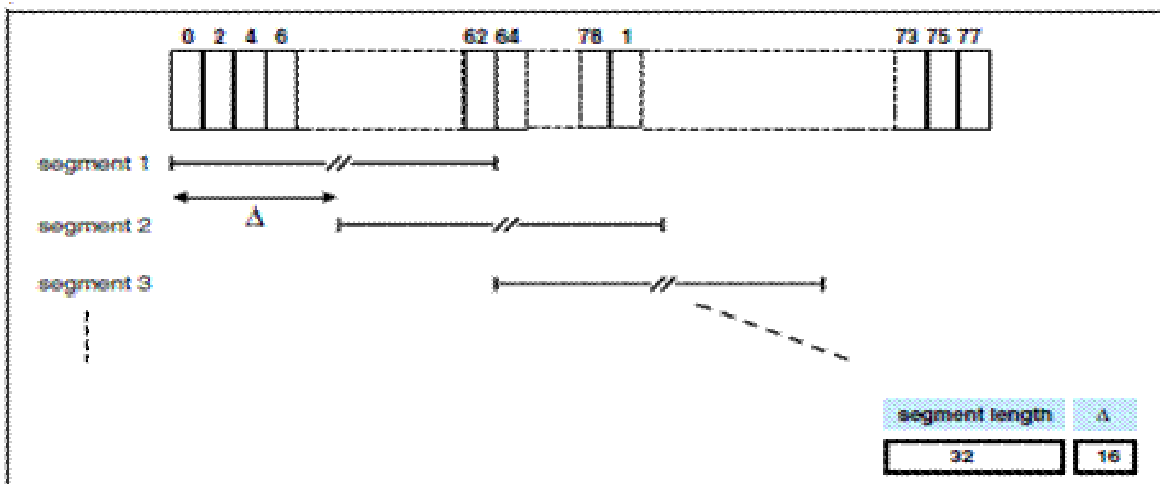 0 2 4 6 62 64 78 1 73 75 77
segment 1
Δ
segment 2
segment 3
segment length Δ
32 16